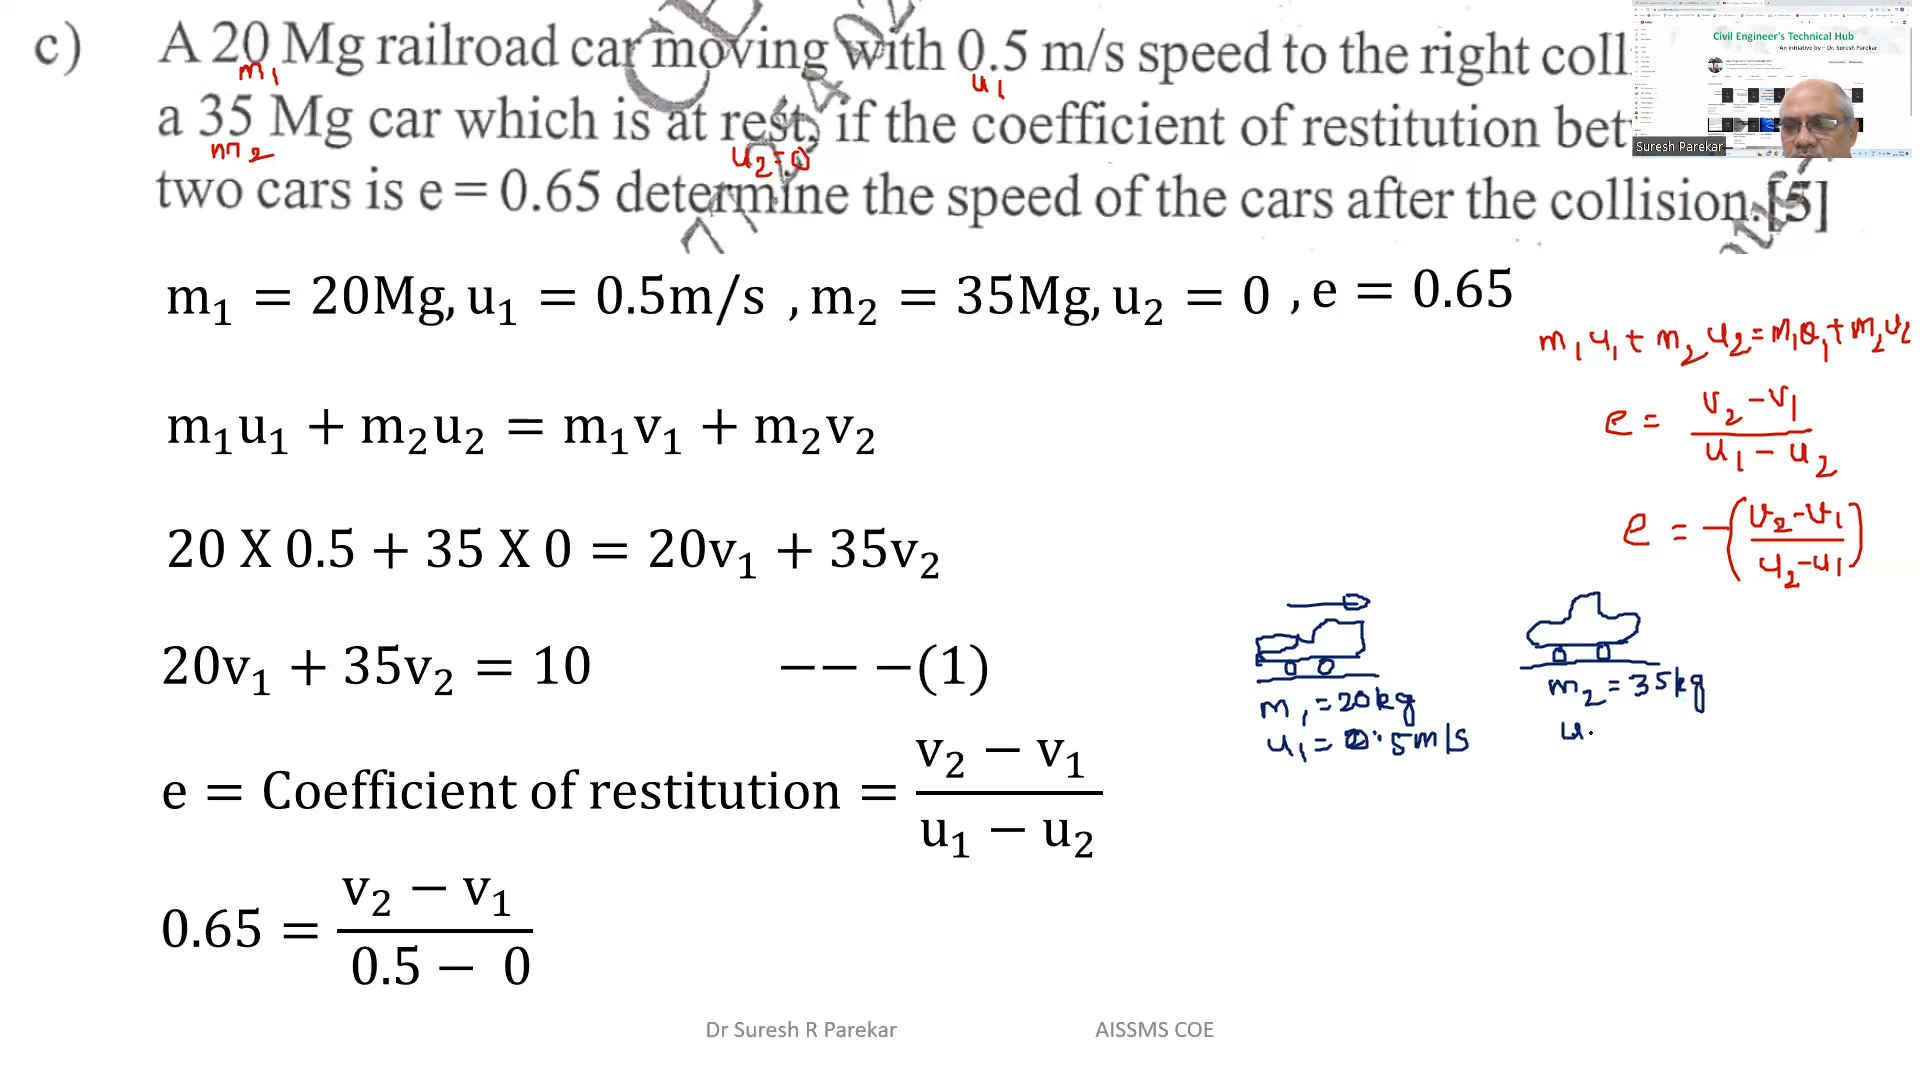 c) A 20 Mg railroad car moving with 0.5 m/s speed to the right coll
m1 u1
a 35 Mg car which is at rest, if the coefficient of restitution bet
m2 u2=0
two cars is e = 0.65 determine the speed of the cars after the collision.[5]
Civil Engineer's Technical Hub
An initiative by – Dr. Suresh Parekar
Suresh Parekar
m₁ = 20Mg, u₁ = 0.5m/s , m₂ = 35Mg, u₂ = 0 , e = 0.65
m₁u₁ + m₂u₂ = m₁v₁ + m₂v₂
m₁u₁ + m₂u₂ = m₁v₁ + m₂v₂
e = (v₂ − v₁)/(u₁ − u₂)
20 X 0.5 + 35 X 0 = 20v₁ + 35v₂
e = −((v₂−v₁)/(u₂−u₁))
20v₁ + 35v₂ = 10 −− −(1)
m₁ = 20kg
u₁ = 0.5m/s
m₂ = 35kg
u.
e = Coefficient of restitution = (v₂ − v₁)/(u₁ − u₂)
0.65 = (v₂ − v₁)/(0.5 − 0)
Dr Suresh R Parekar AISSMS COE